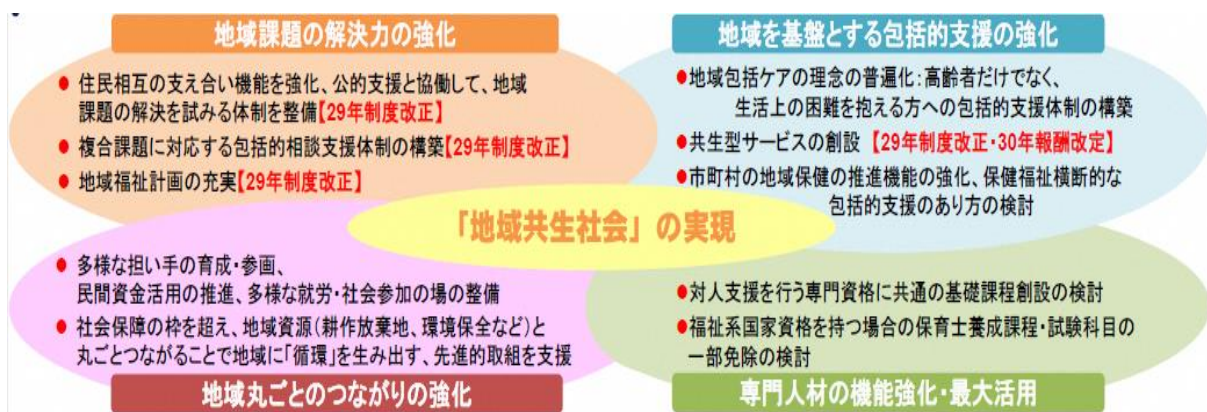 地域課題の解決力の強化
● 住民相互の支え合い機能を強化、公的支援と協働して、地域
課題の解決を試みる体制を整備【29年制度改正】
● 複合課題に対応する包括的相談支援体制の構築【29年制度改正】
● 地域福祉計画の充実【29年制度改正】
地域を基盤とする包括的支援の強化
●地域包括ケアの理念の普遍化:高齢者だけでなく、
生活上の困難を抱える方への包括的支援体制の構築
●共生型サービスの創設 【29年制度改正・30年報酬改定】
●市町村の地域保健の推進機能の強化、保健福祉横断的な
包括的支援のあり方の検討
「地域共生社会」の実現
● 多様な担い手の育成・参画、
民間資金活用の推進、多様な就労・社会参加の場の整備
● 社会保障の枠を超え、地域資源(耕作放棄地、環境保全など)と
丸ごとつながることで地域に「循環」を生み出す、先進的取組を支援
地域丸ごとのつながりの強化
●対人支援を行う専門資格に共通の基礎課程創設の検討
●福祉系国家資格を持つ場合の保育士養成課程・試験科目の
一部免除の検討
専門人材の機能強化・最大活用